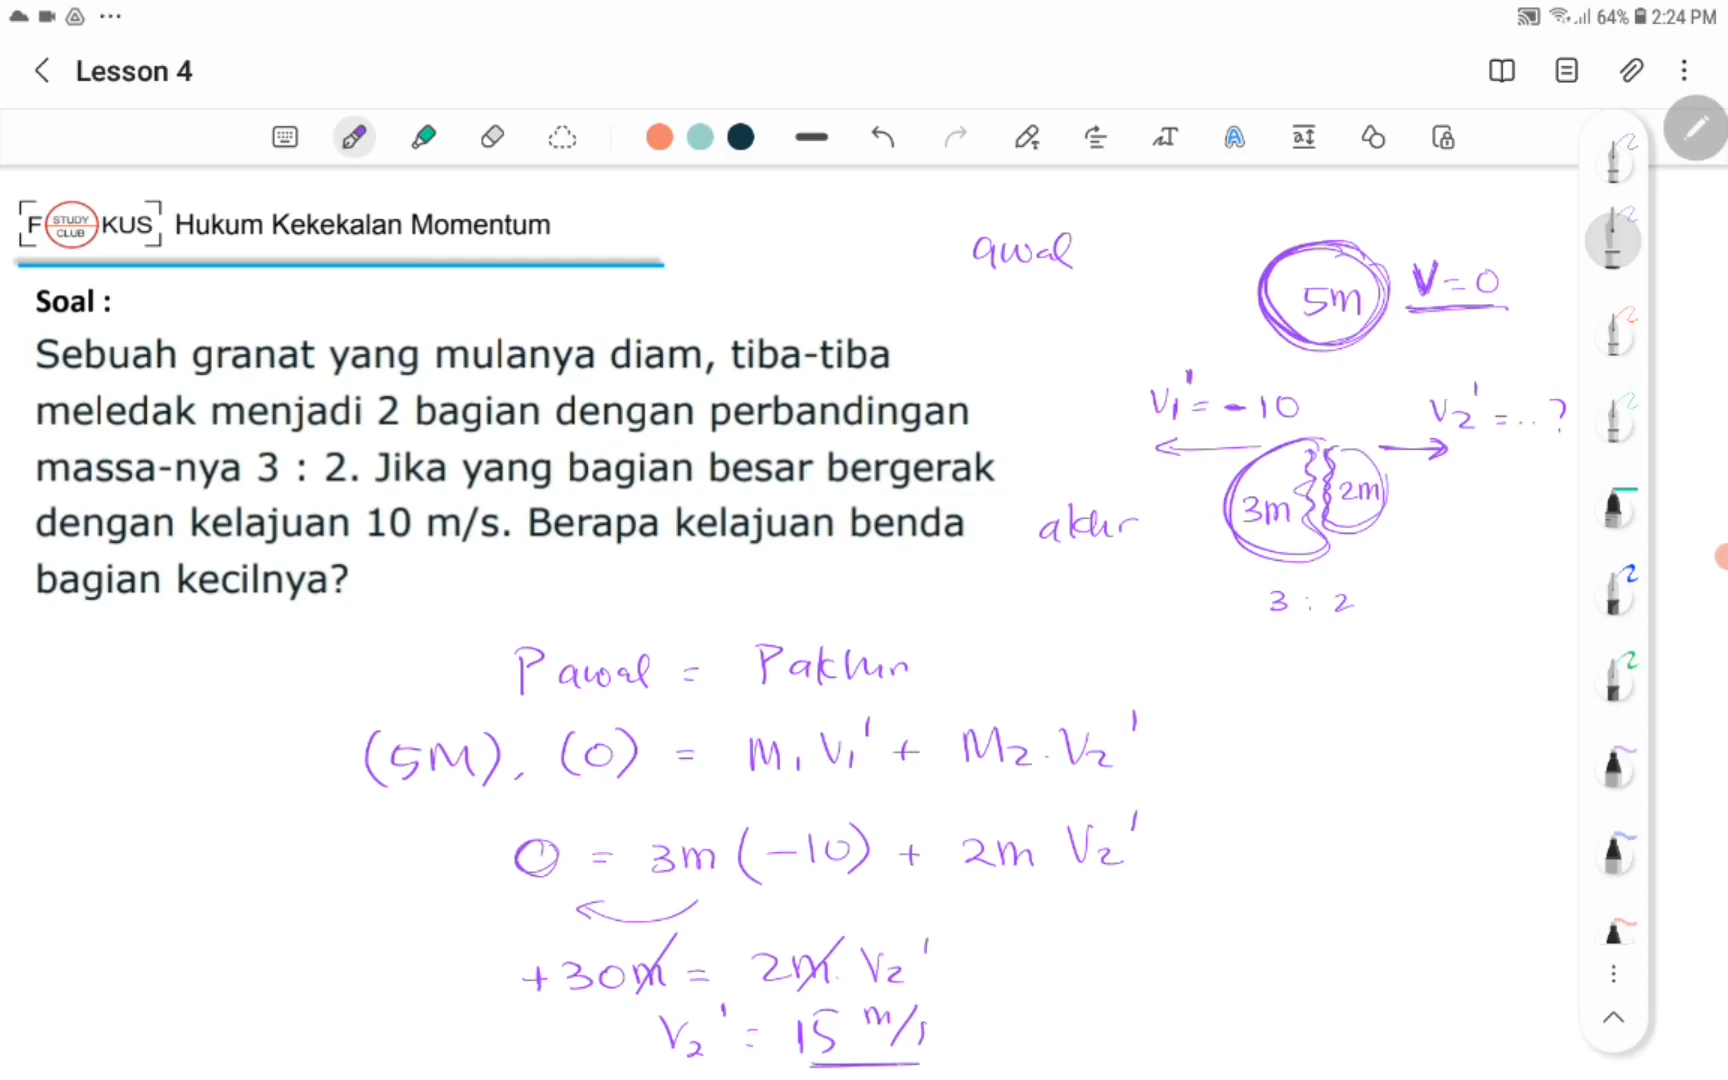 64% 2:24 PM
Lesson 4
F STUDY CLUB KUS Hukum Kekekalan Momentum
Soal :
Sebuah granat yang mulanya diam, tiba-tiba
meledak menjadi 2 bagian dengan perbandingan
massa-nya 3 : 2. Jika yang bagian besar bergerak
dengan kelajuan 10 m/s. Berapa kelajuan benda
bagian kecilnya?
awal
5m V = 0
V1' = -10 V2' = ...?
akhir
3m 2m
3 : 2
P awal = P akhir
(5M). (0) = m1 V1' + M2 . V2'
0 = 3m (-10) + 2m V2'
+30m = 2m. V2'
V2' = 15 m/s